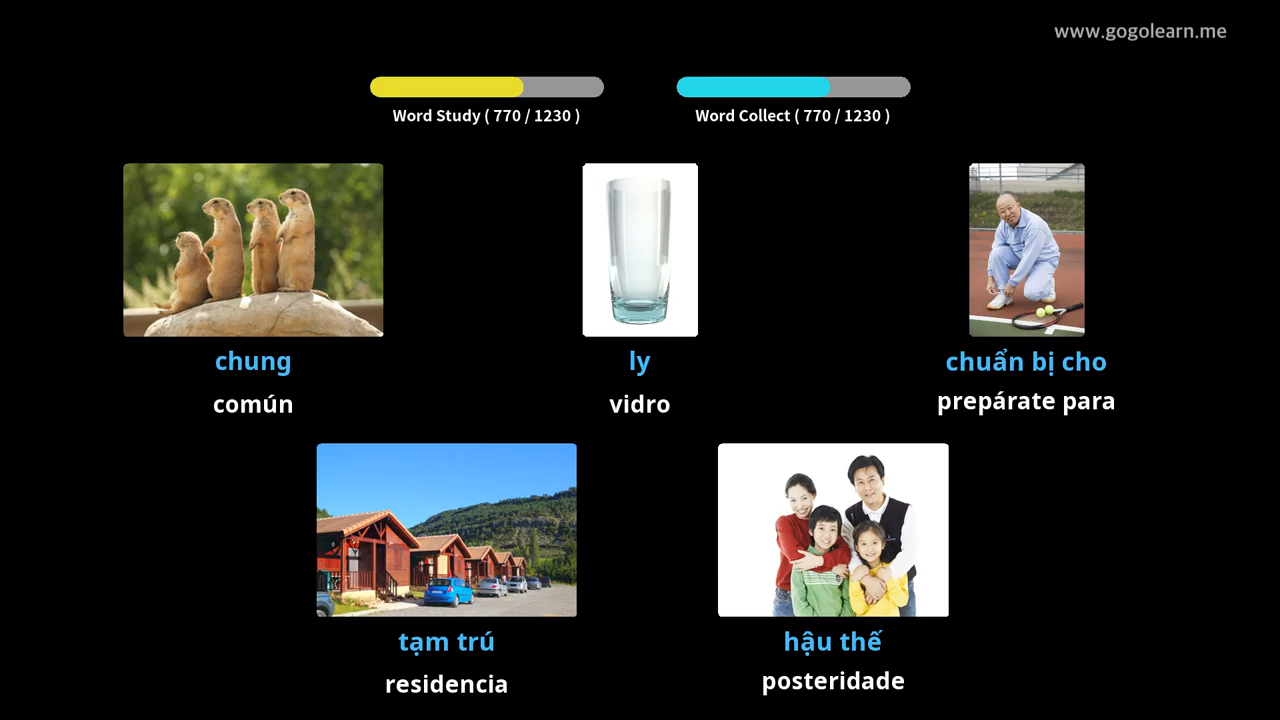 www.gogolearn.me
Word Study ( 770 / 1230 )
Word Collect ( 770 / 1230 )
chung
común
ly
vidro
chuẩn bị cho
prepárate para
tạm trú
residencia
hậu thế
posteridade